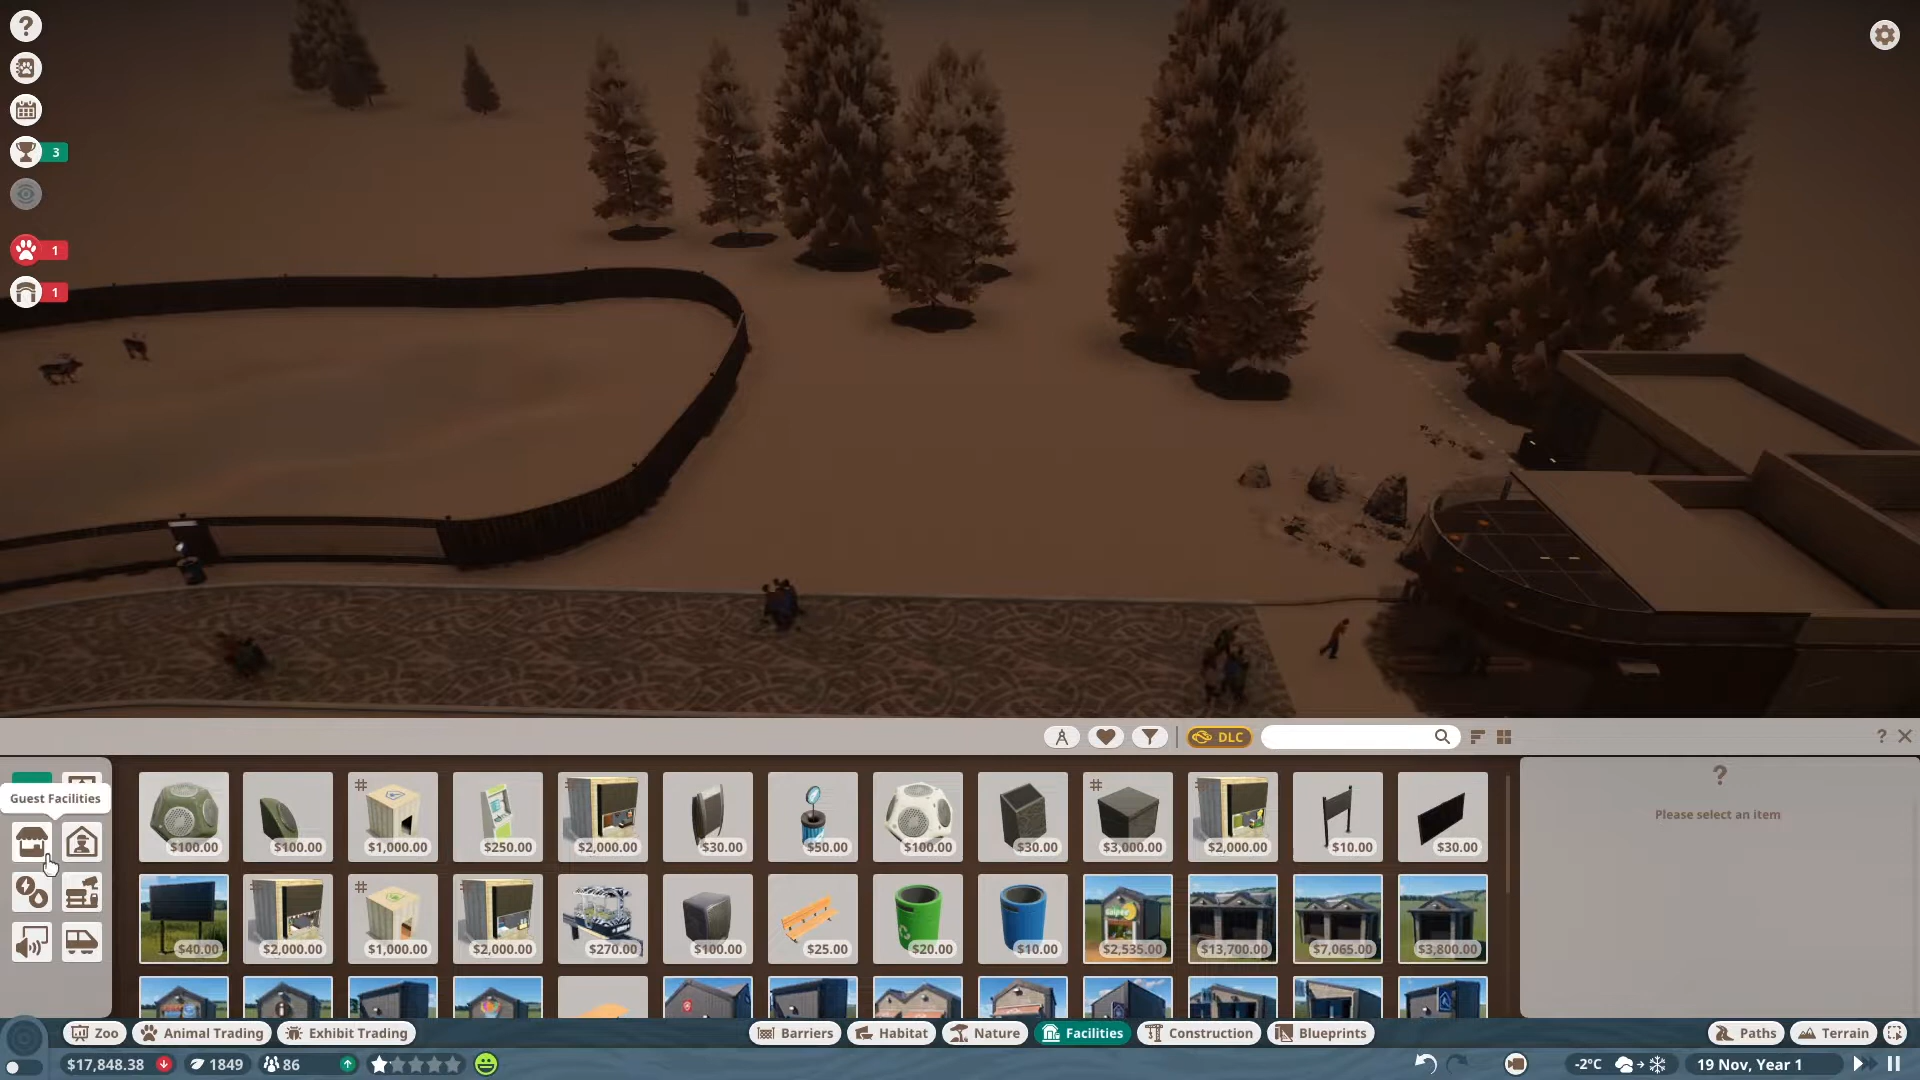 3
1
1
DLC
Guest Facilities
Please select an item
$100.00 $100.00 $1,000.00 $250.00 $2,000.00 $30.00 $50.00 $100.00 $30.00 $3,000.00 $2,000.00 $10.00 $30.00
$40.00 $2,000.00 $1,000.00 $2,000.00 $270.00 $100.00 $25.00 $20.00 $10.00 $2,535.00 $13,700.00 $7,065.00 $3,800.00
Zoo Animal Trading Exhibit Trading Barriers Habitat Nature Facilities Construction Blueprints Paths Terrain
$17,848.38 1849 86 -2°C 19 Nov, Year 1